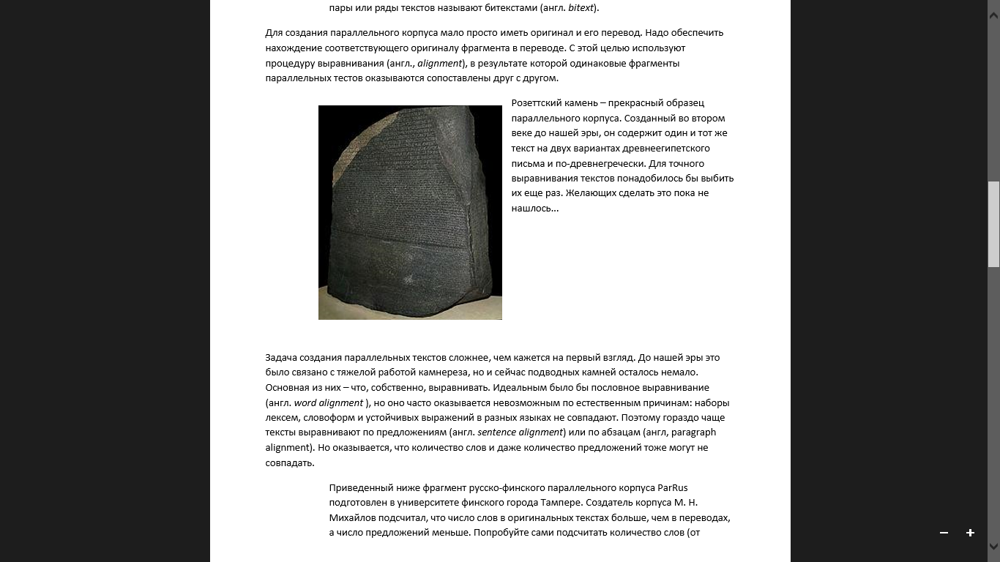 пары или ряды текстов называют битекстами (англ. bitext).
Для создания параллельного корпуса мало просто иметь оригинал и его перевод. Надо обеспечить
нахождение соответствующего оригиналу фрагмента в переводе. С этой целью используют
процедуру выравнивания (англ., alignment), в результате которой одинаковые фрагменты
параллельных тестов оказываются сопоставлены друг с другом.
Розеттский камень – прекрасный образец
параллельного корпуса. Созданный во втором
веке до нашей эры, он содержит один и тот же
текст на двух вариантах древнеегипетского
письма и по-древнегречески. Для точного
выравнивания текстов понадобилось бы выбить
их еще раз. Желающих сделать это пока не
нашлось...
Задача создания параллельных текстов сложнее, чем кажется на первый взгляд. До нашей эры это
было связано с тяжелой работой камнереза, но и сейчас подводных камней осталось немало.
Основная из них – что, собственно, выравнивать. Идеальным было бы пословное выравнивание
(англ. word alignment ), но оно часто оказывается невозможным по естественным причинам: наборы
лексем, словоформ и устойчивых выражений в разных языках не совпадают. Поэтому гораздо чаще
тексты выравнивают по предложениям (англ. sentence alignment) или по абзацам (англ, paragraph
alignment). Но оказывается, что количество слов и даже количество предложений тоже могут не
совпадать.
Приведенный ниже фрагмент русско-финского параллельного корпуса ParRus
подготовлен в университете финского города Тампере. Создатель корпуса М. Н.
Михайлов подсчитал, что число слов в оригинальных текстах больше, чем в переводах,
а число предложений меньше. Попробуйте сами подсчитать количество слов (от